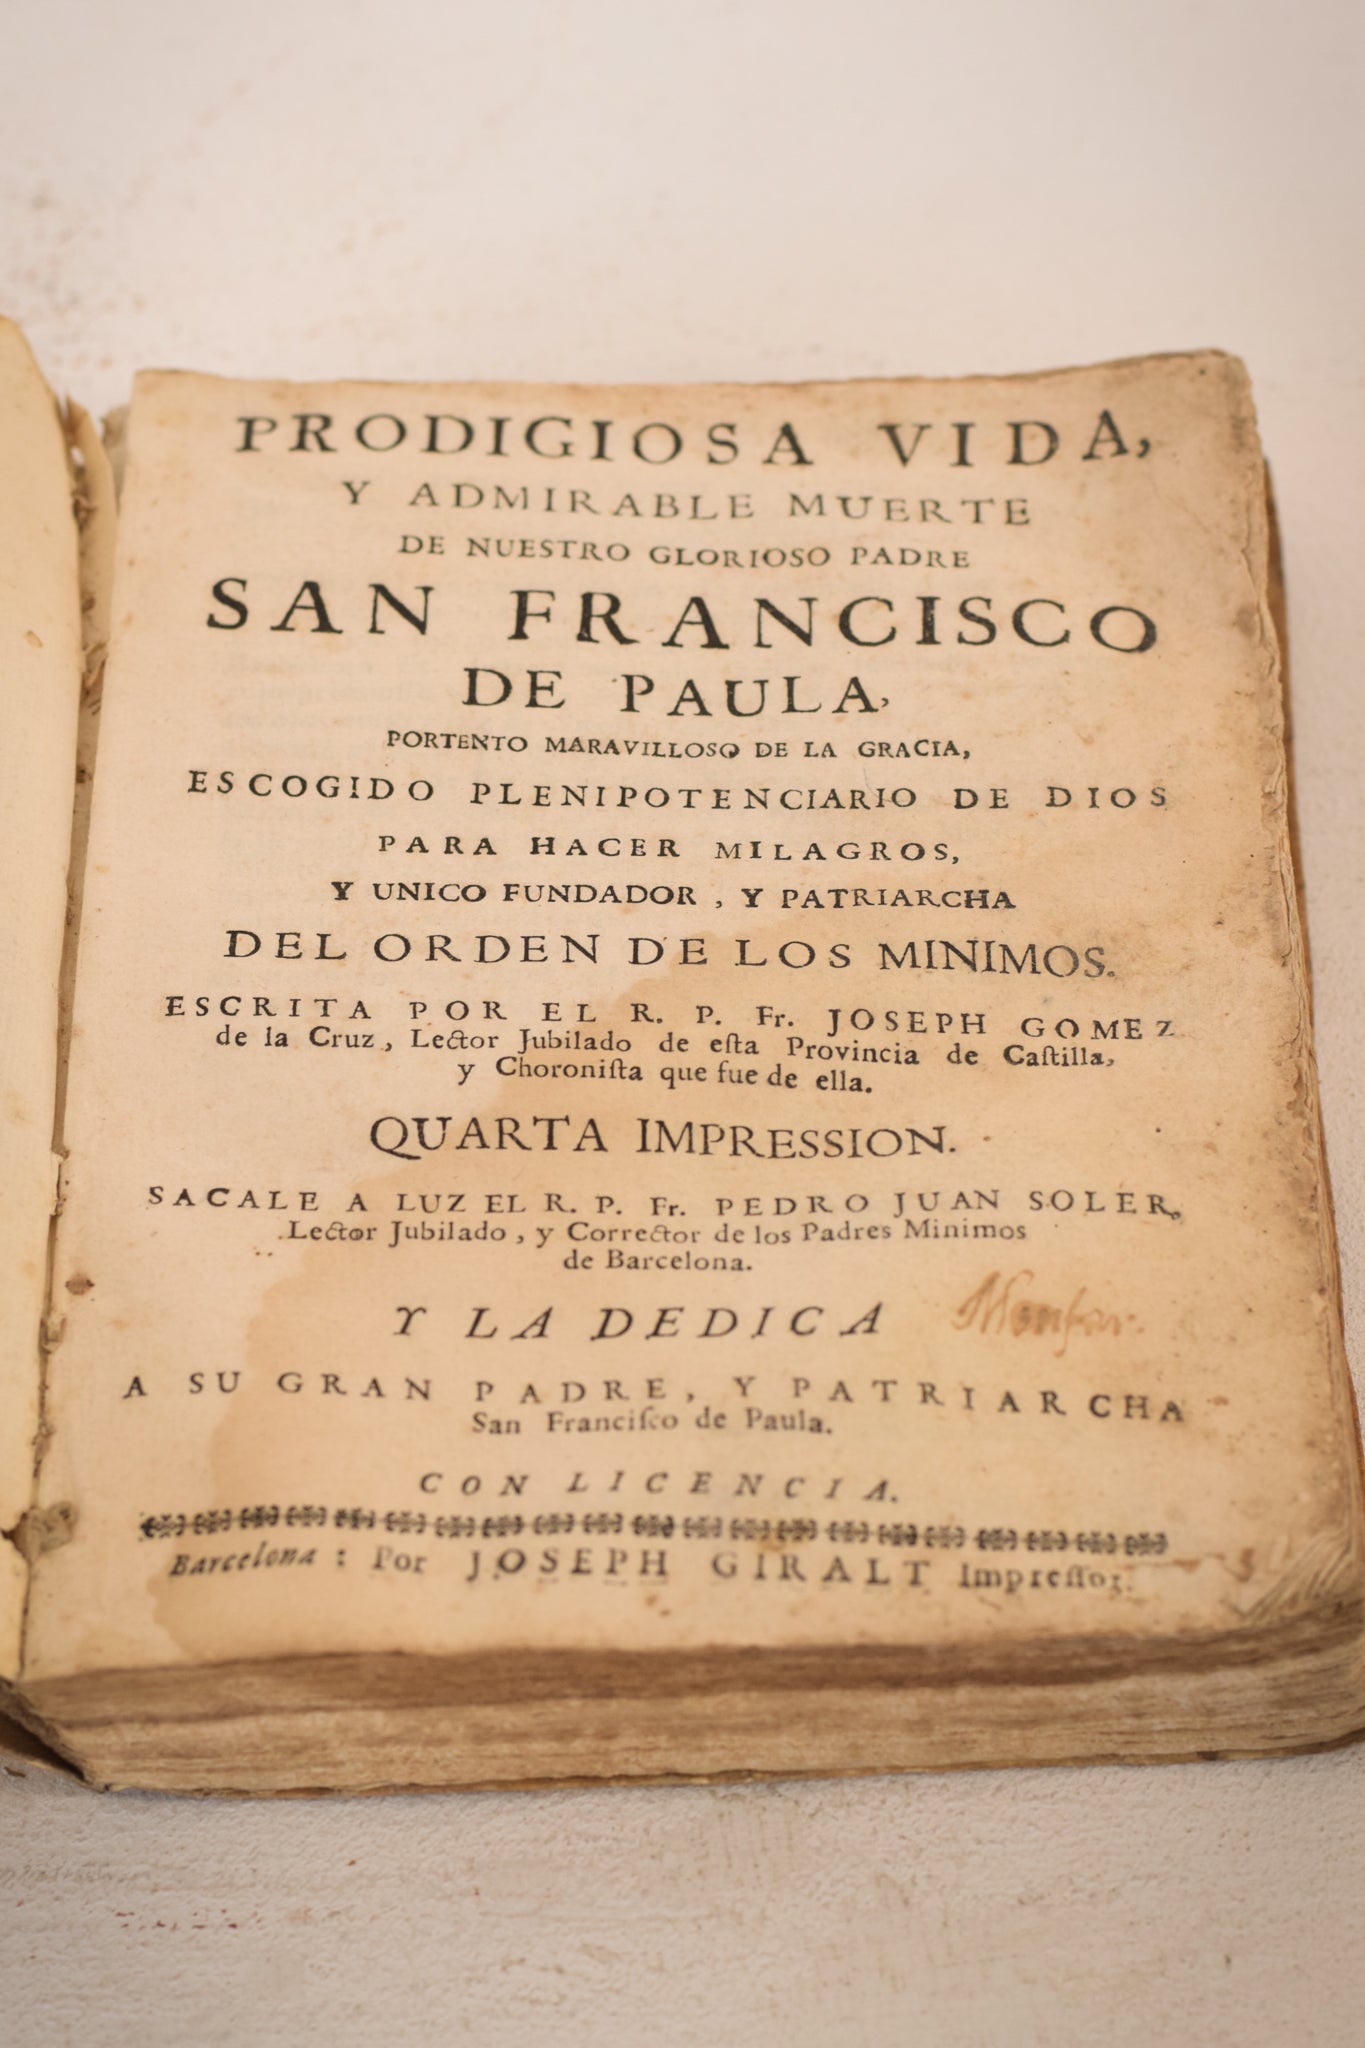 PRODIGIOSA VIDA,
Y ADMIRABLE MUERTE
DE NUESTRO GLORIOSO PADRE
SAN FRANCISCO
DE PAULA,
PORTENTO MARAVILLOSO DE LA GRACIA,
ESCOGIDO PLENIPOTENCIARIO DE DIOS
PARA HACER MILAGROS,
Y UNICO FUNDADOR, Y PATRIARCHA
DEL ORDEN DE LOS MINIMOS.
ESCRITA POR EL R. P. Fr. JOSEPH GOMEZ
de la Cruz, Lector Jubilado de eſta Provincia de Caſtilla,
y Choroniſta que fue de ella.
QUARTA IMPRESSION.
SACALE A LUZ EL R. P. Fr. PEDRO JUAN SOLER,
Lector Jubilado, y Corrector de los Padres Minimos
de Barcelona.
Y LA DEDICA
A SU GRAN PADRE, Y PATRIARCHA
San Franciſco de Paula.
CON LICENCIA.
Barcelona: Por JOSEPH GIRALT Impreſſor.